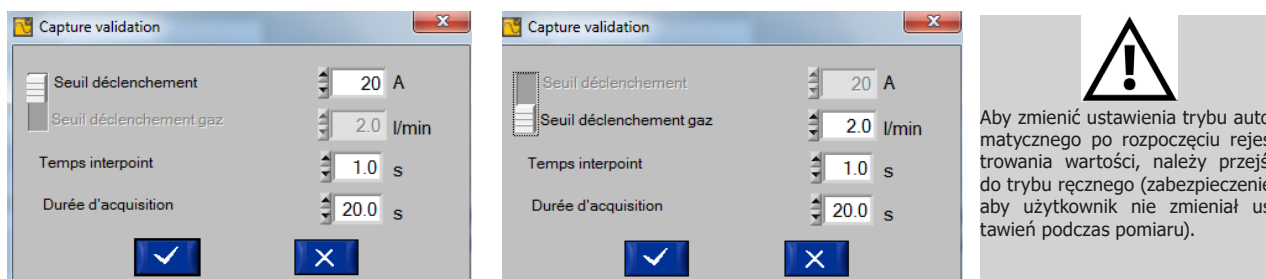 Capture validation
Seuil déclenchement 20 A
Seuil déclenchement gaz 2.0 l/min
Temps interpoint 1.0 s
Durée d'acquisition 20.0 s
Capture validation
Seuil déclenchement 20 A
Seuil déclenchement gaz 2.0 l/min
Temps interpoint 1.0 s
Durée d'acquisition 20.0 s
Aby zmienić ustawienia trybu auto
matycznego po rozpoczęciu rejes
trowania wartości, należy przejś
do trybu ręcznego (zabezpieczenie
aby użytkownik nie zmieniał us
tawień podczas pomiaru).